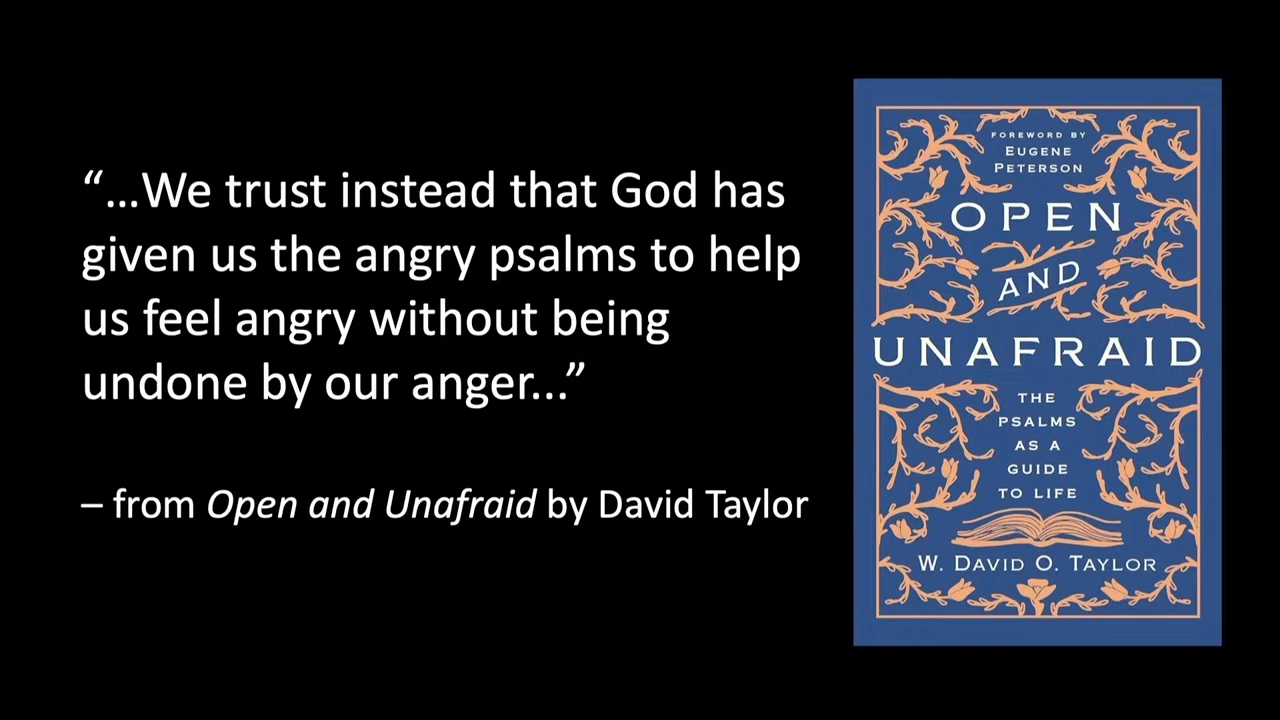 “...We trust instead that God has
given us the angry psalms to help
us feel angry without being
undone by our anger...”
– from Open and Unafraid by David Taylor
FOREWORD BY
EUGENE
PETERSON
OPEN
AND
UNAFRAID
THE
PSALMS
AS A
GUIDE
TO LIFE
W. DAVID O. TAYLOR